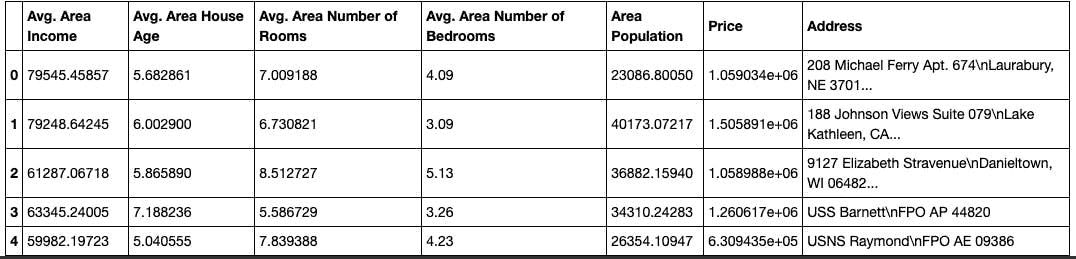 Avg. Area Income Avg. Area House Age Avg. Area Number of Rooms Avg. Area Number of Bedrooms Area Population Price Address
0 79545.45857 5.682861 7.009188 4.09 23086.80050 1.059034e+06 208 Michael Ferry Apt. 674\nLaurabury, NE 3701...
1 79248.64245 6.002900 6.730821 3.09 40173.07217 1.505891e+06 188 Johnson Views Suite 079\nLake Kathleen, CA...
2 61287.06718 5.865890 8.512727 5.13 36882.15940 1.058988e+06 9127 Elizabeth Stravenue\nDanieltown, WI 06482...
3 63345.24005 7.188236 5.586729 3.26 34310.24283 1.260617e+06 USS Barnett\nFPO AP 44820
4 59982.19723 5.040555 7.839388 4.23 26354.10947 6.309435e+05 USNS Raymond\nFPO AE 09386